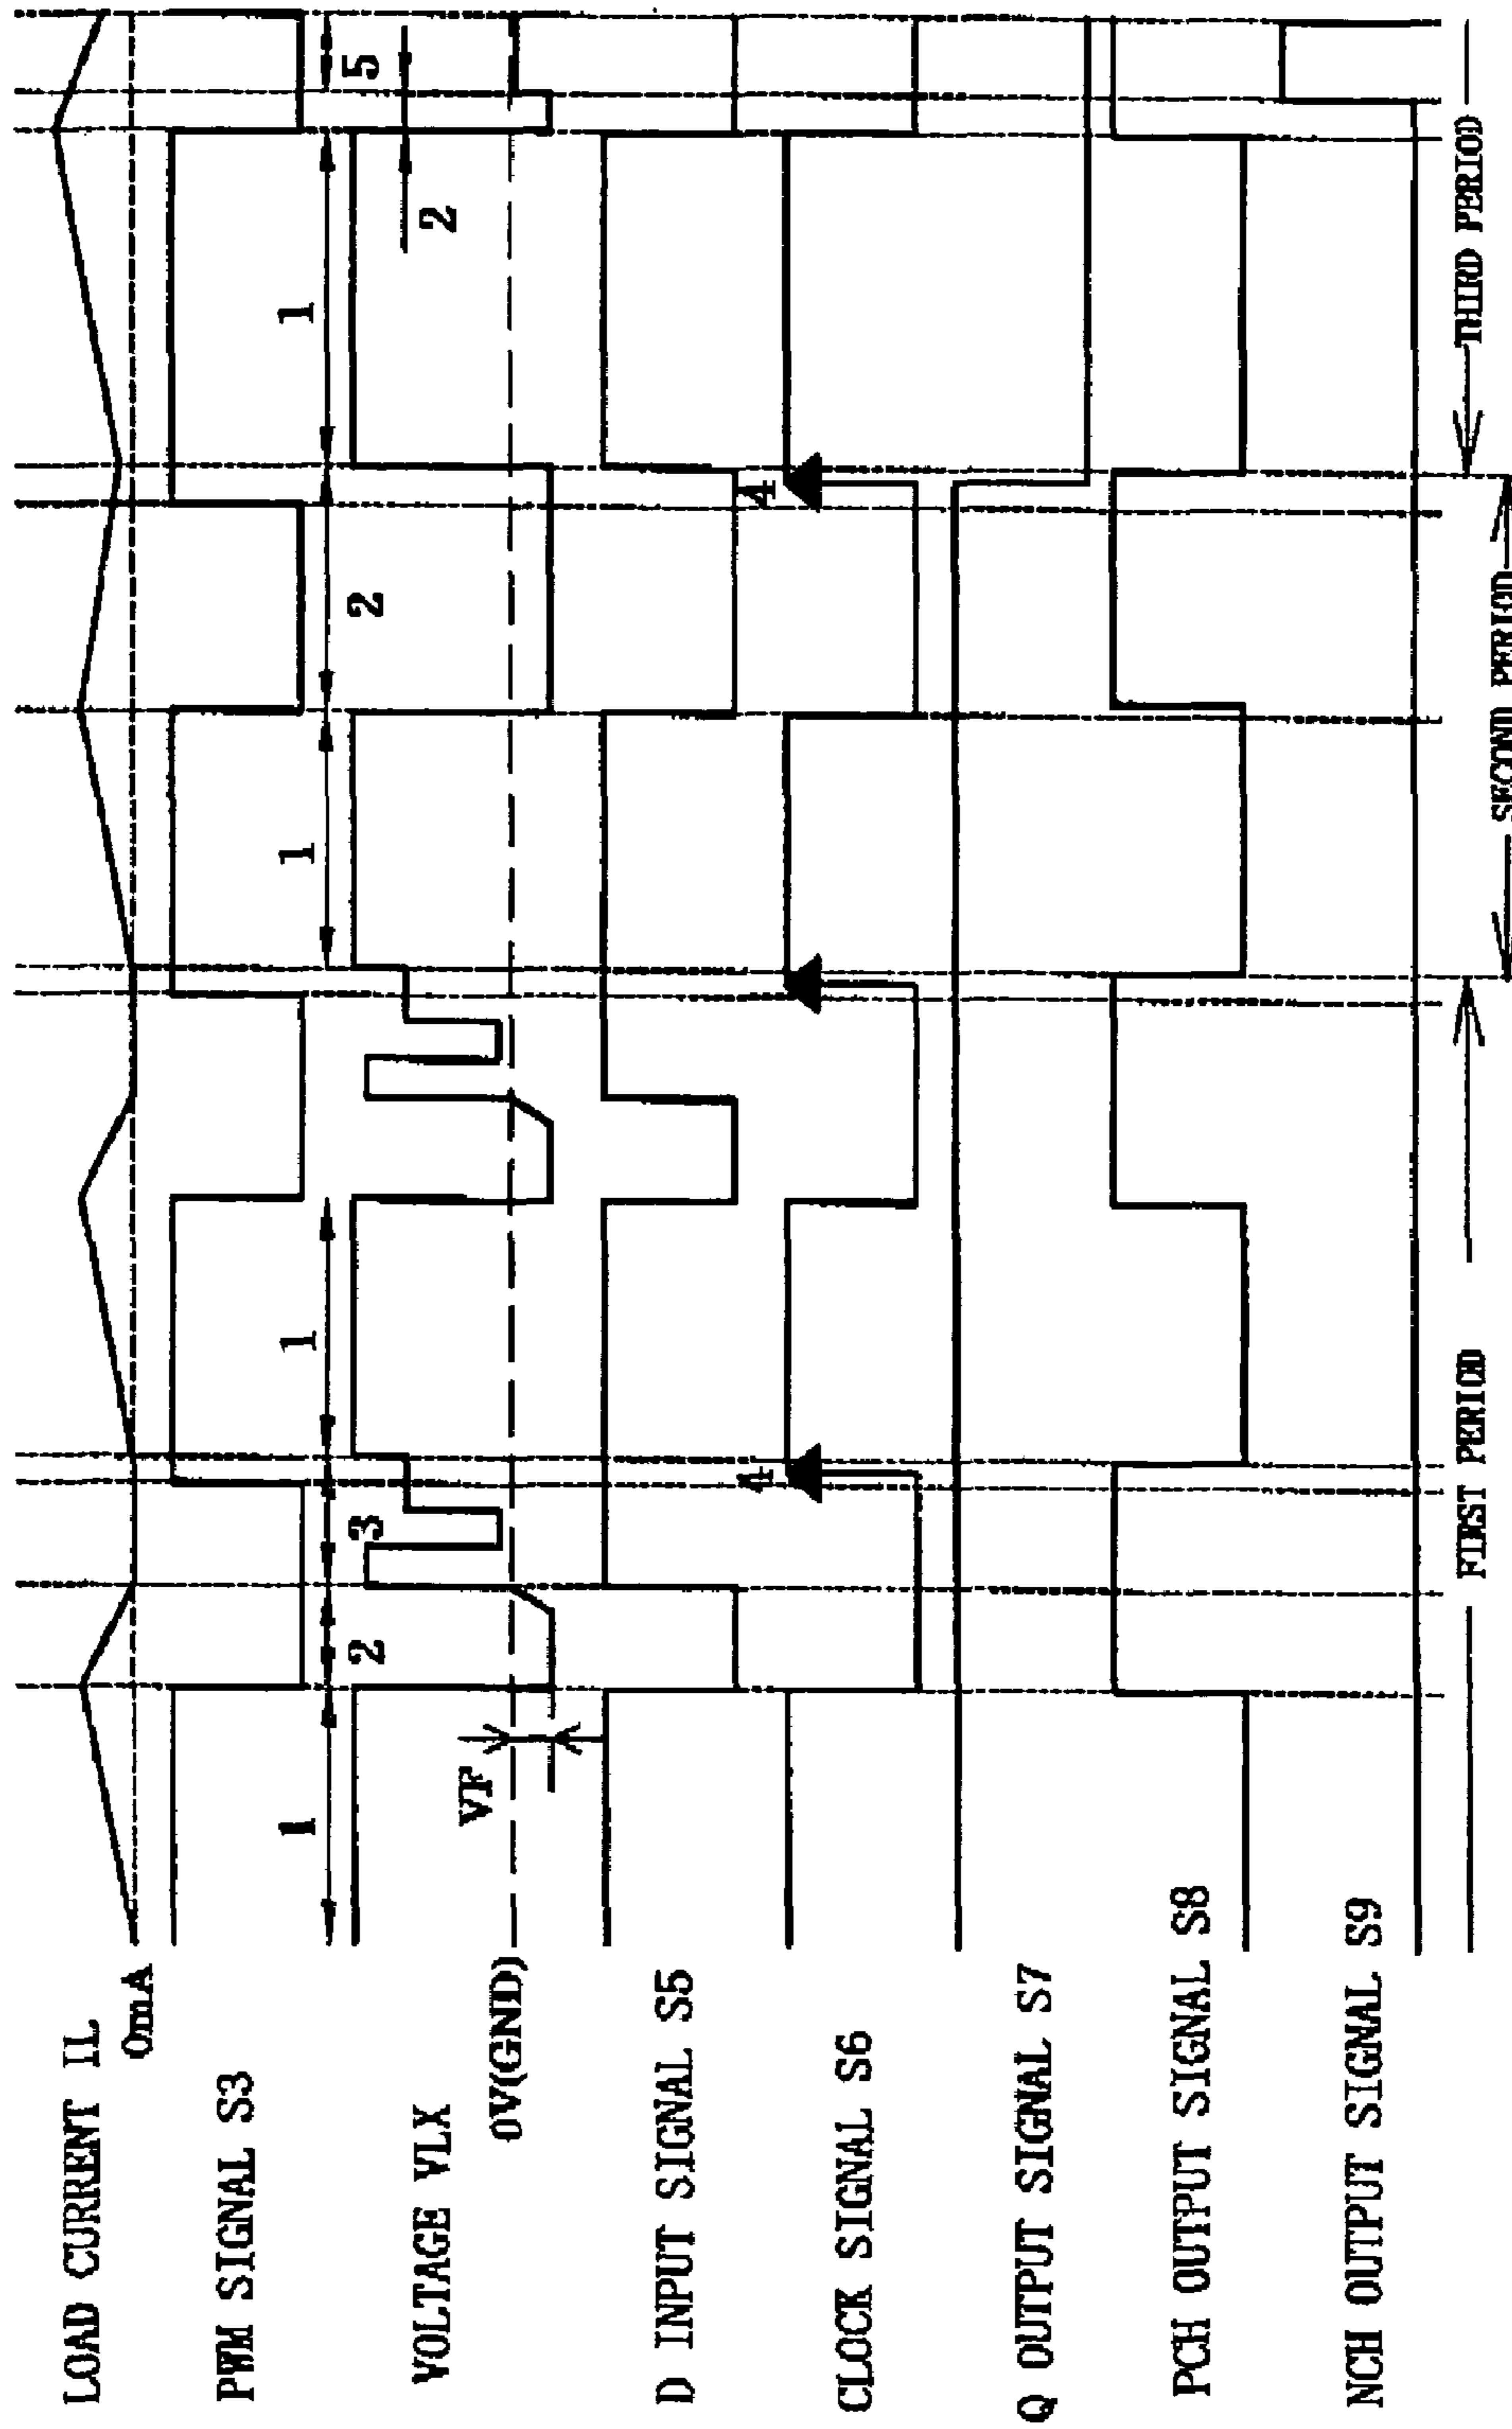 LOAD CURRENT IL
0mA
PWM SIGNAL S3
1 2 3 1 1 2 1 5
VOLTAGE VLX
2
VF
0V(GND)
D INPUT SIGNAL S5
4 4
CLOCK SIGNAL S6
Q OUTPUT SIGNAL S7
PCH OUTPUT SIGNAL S8
NCH OUTPUT SIGNAL S9
FIRST PERIOD
SECOND PERIOD
THIRD PERIOD